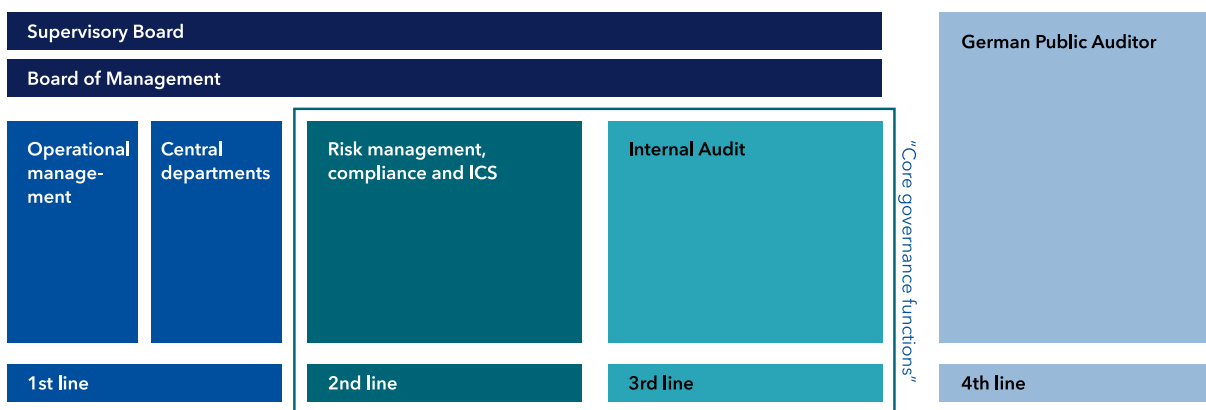 Supervisory Board
Board of Management
Operational
manage-
ment
Central
departments
Risk management,
compliance and ICS
Internal Audit
"Core governance functions"
German Public Auditor
1st line
2nd line
3rd line
4th line